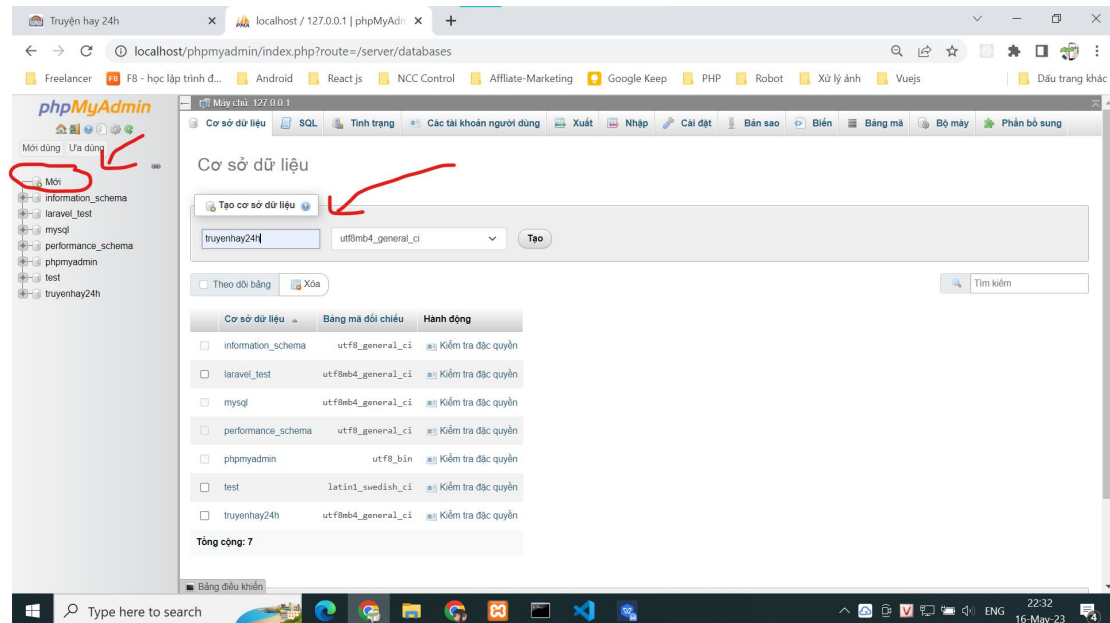 Truyện hay 24h
localhost / 127.0.0.1 | phpMyAdm
localhost/phpmyadmin/index.php?route=/server/databases
Freelancer F8 F8 - học lập trình đ... Android React js NCC Control Affliate-Marketing Google Keep PHP Robot Xử lý ảnh Vuejs Dấu trang khác
phpMyAdmin
Mới dùng Ưa dùng
Mới
information_schema
laravel_test
mysql
performance_schema
phpmyadmin
test
truyenhay24h
Máy chủ: 127.0.0.1
Cơ sở dữ liệu SQL Tình trạng Các tài khoản người dùng Xuất Nhập Cài đặt Bản sao Biến Bảng mã Bộ máy Phần bổ sung
Cơ sở dữ liệu
Tạo cơ sở dữ liệu
truyenhay24h utf8mb4_general_ci Tạo
Theo dõi bảng Xóa Tìm kiếm
Cơ sở dữ liệu Bảng mã đối chiếu Hành động
information_schema utf8_general_ci Kiểm tra đặc quyền
laravel_test utf8mb4_general_ci Kiểm tra đặc quyền
mysql utf8mb4_general_ci Kiểm tra đặc quyền
performance_schema utf8_general_ci Kiểm tra đặc quyền
phpmyadmin utf8_bin Kiểm tra đặc quyền
test latin1_swedish_ci Kiểm tra đặc quyền
truyenhay24h utf8mb4_general_ci Kiểm tra đặc quyền
Tổng cộng: 7
Bảng điều khiển
Type here to search ENG 22:32
16-May-23